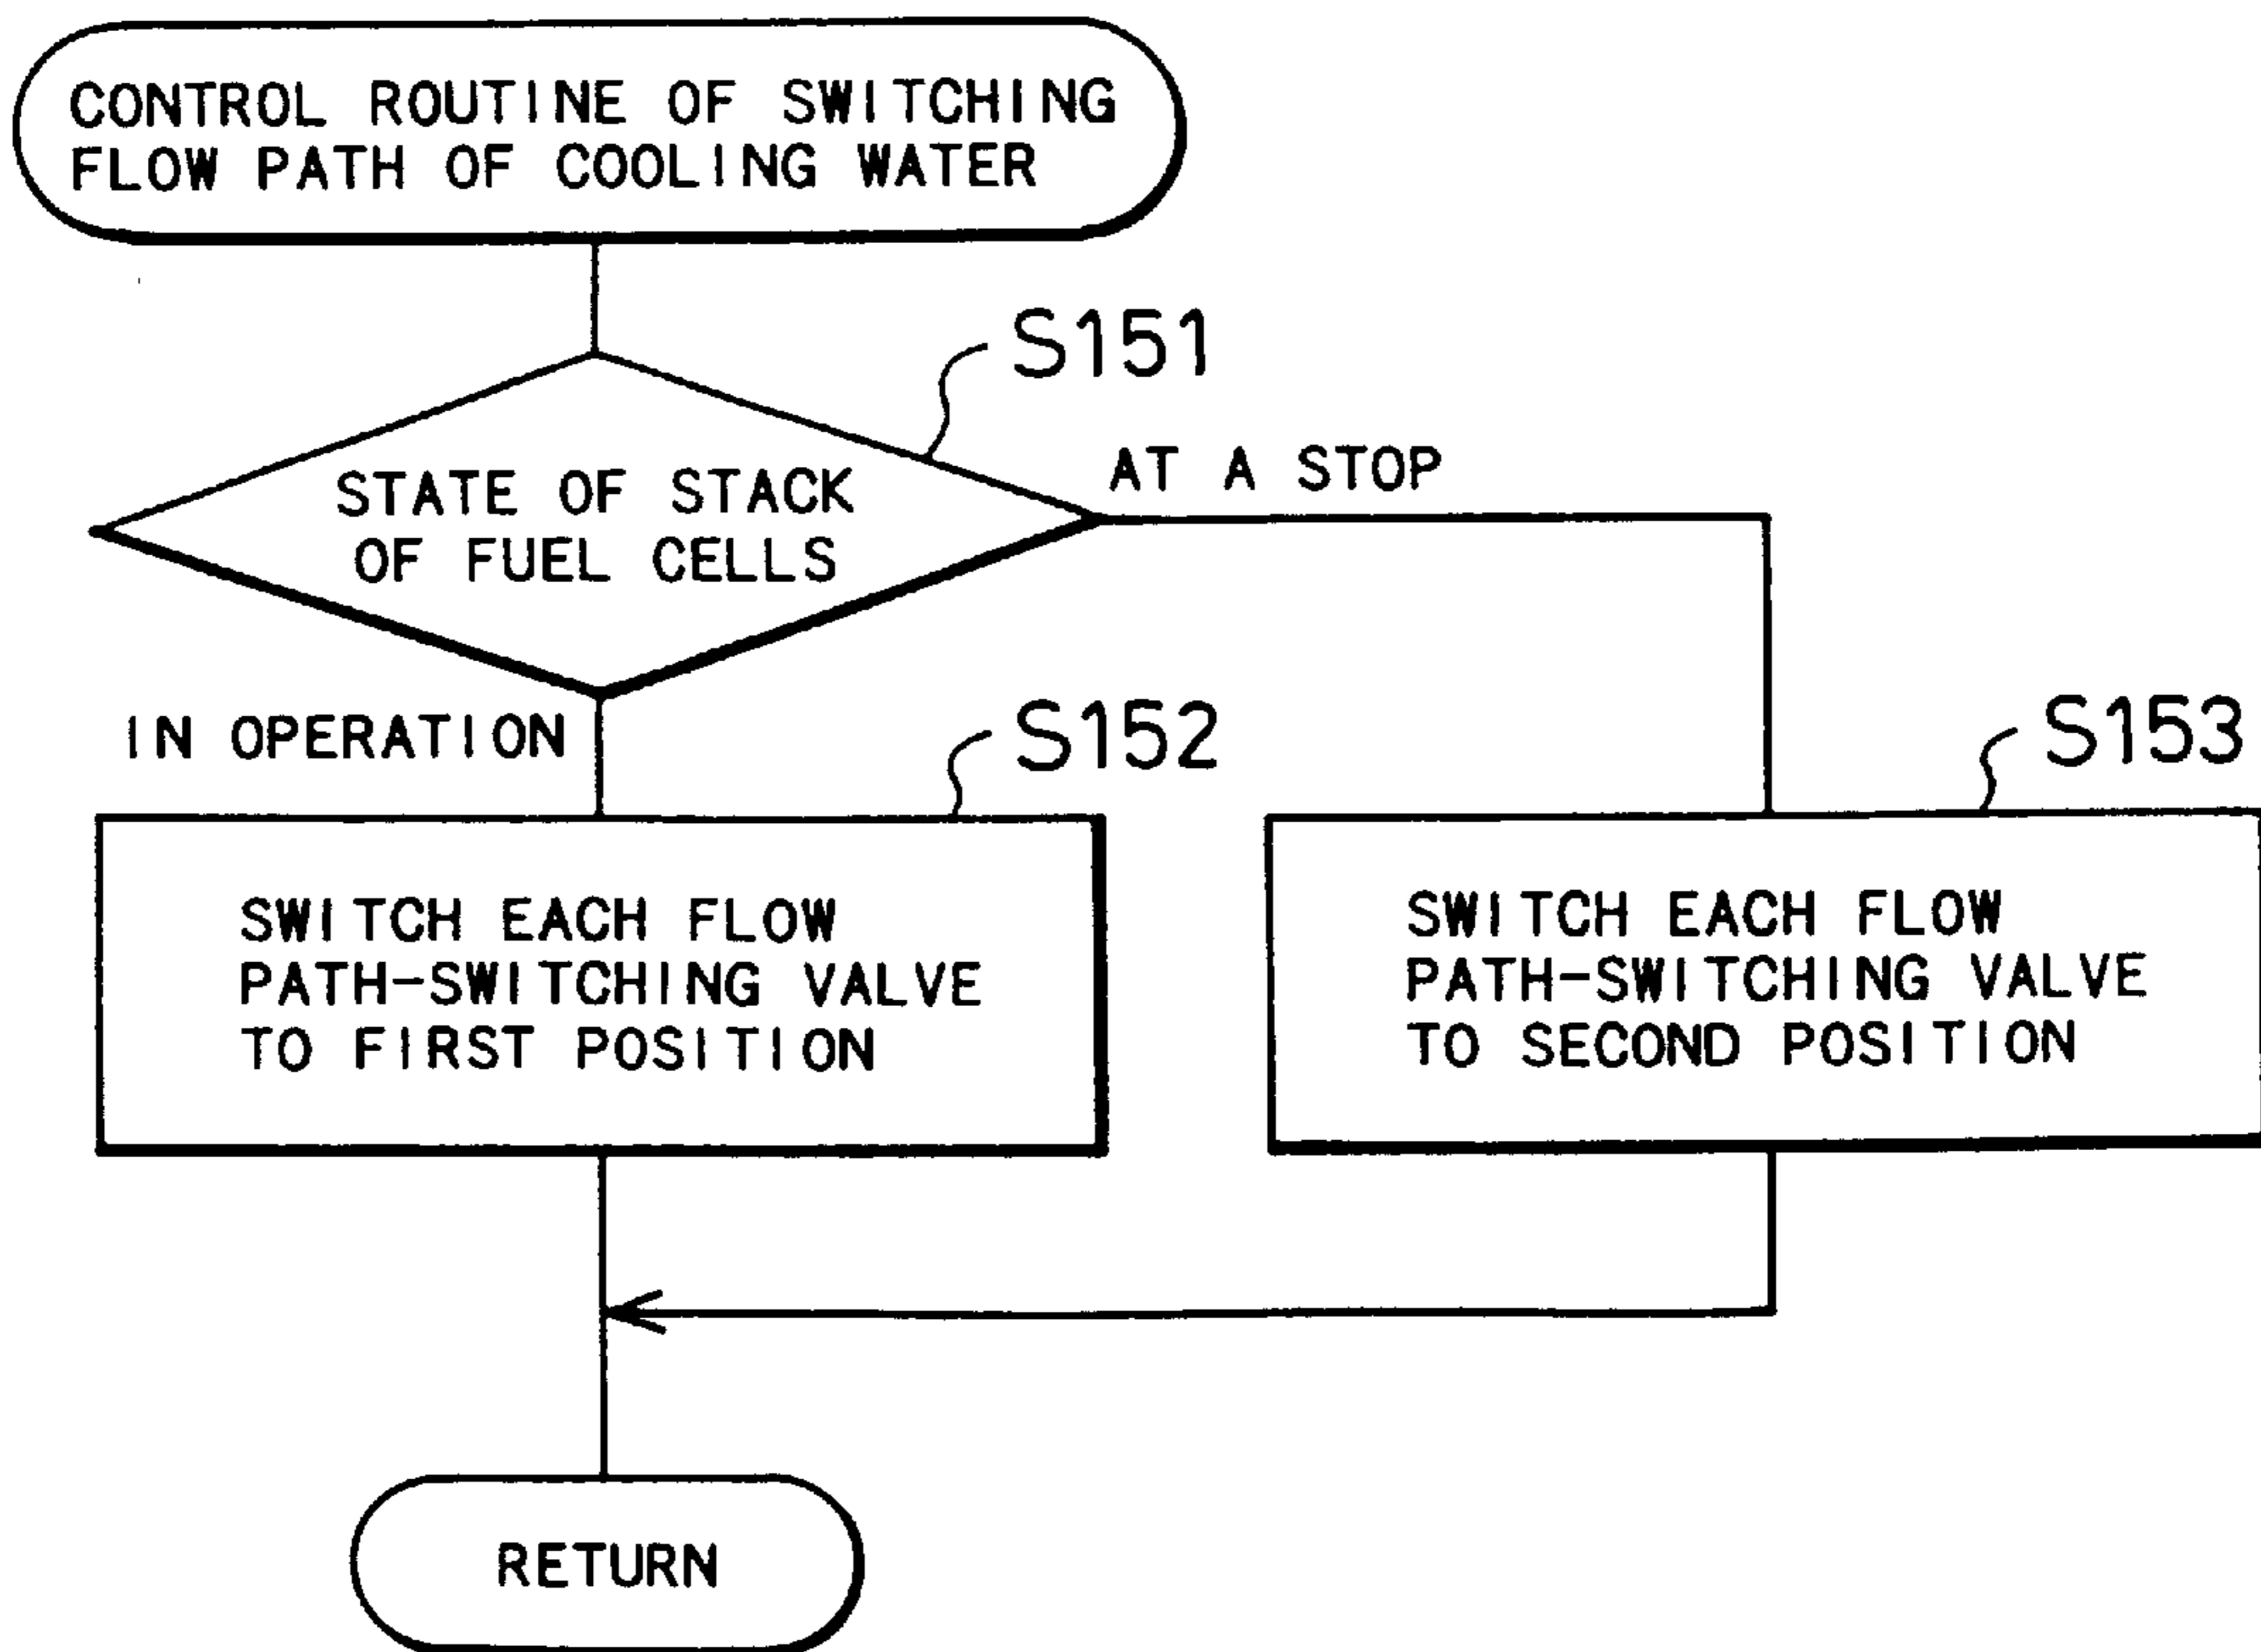 CONTROL ROUTINE OF SWITCHING
FLOW PATH OF COOLING WATER
S151
STATE OF STACK
OF FUEL CELLS
AT A STOP
IN OPERATION
S152
SWITCH EACH FLOW
PATH-SWITCHING VALVE
TO FIRST POSITION
S153
SWITCH EACH FLOW
PATH-SWITCHING VALVE
TO SECOND POSITION
RETURN